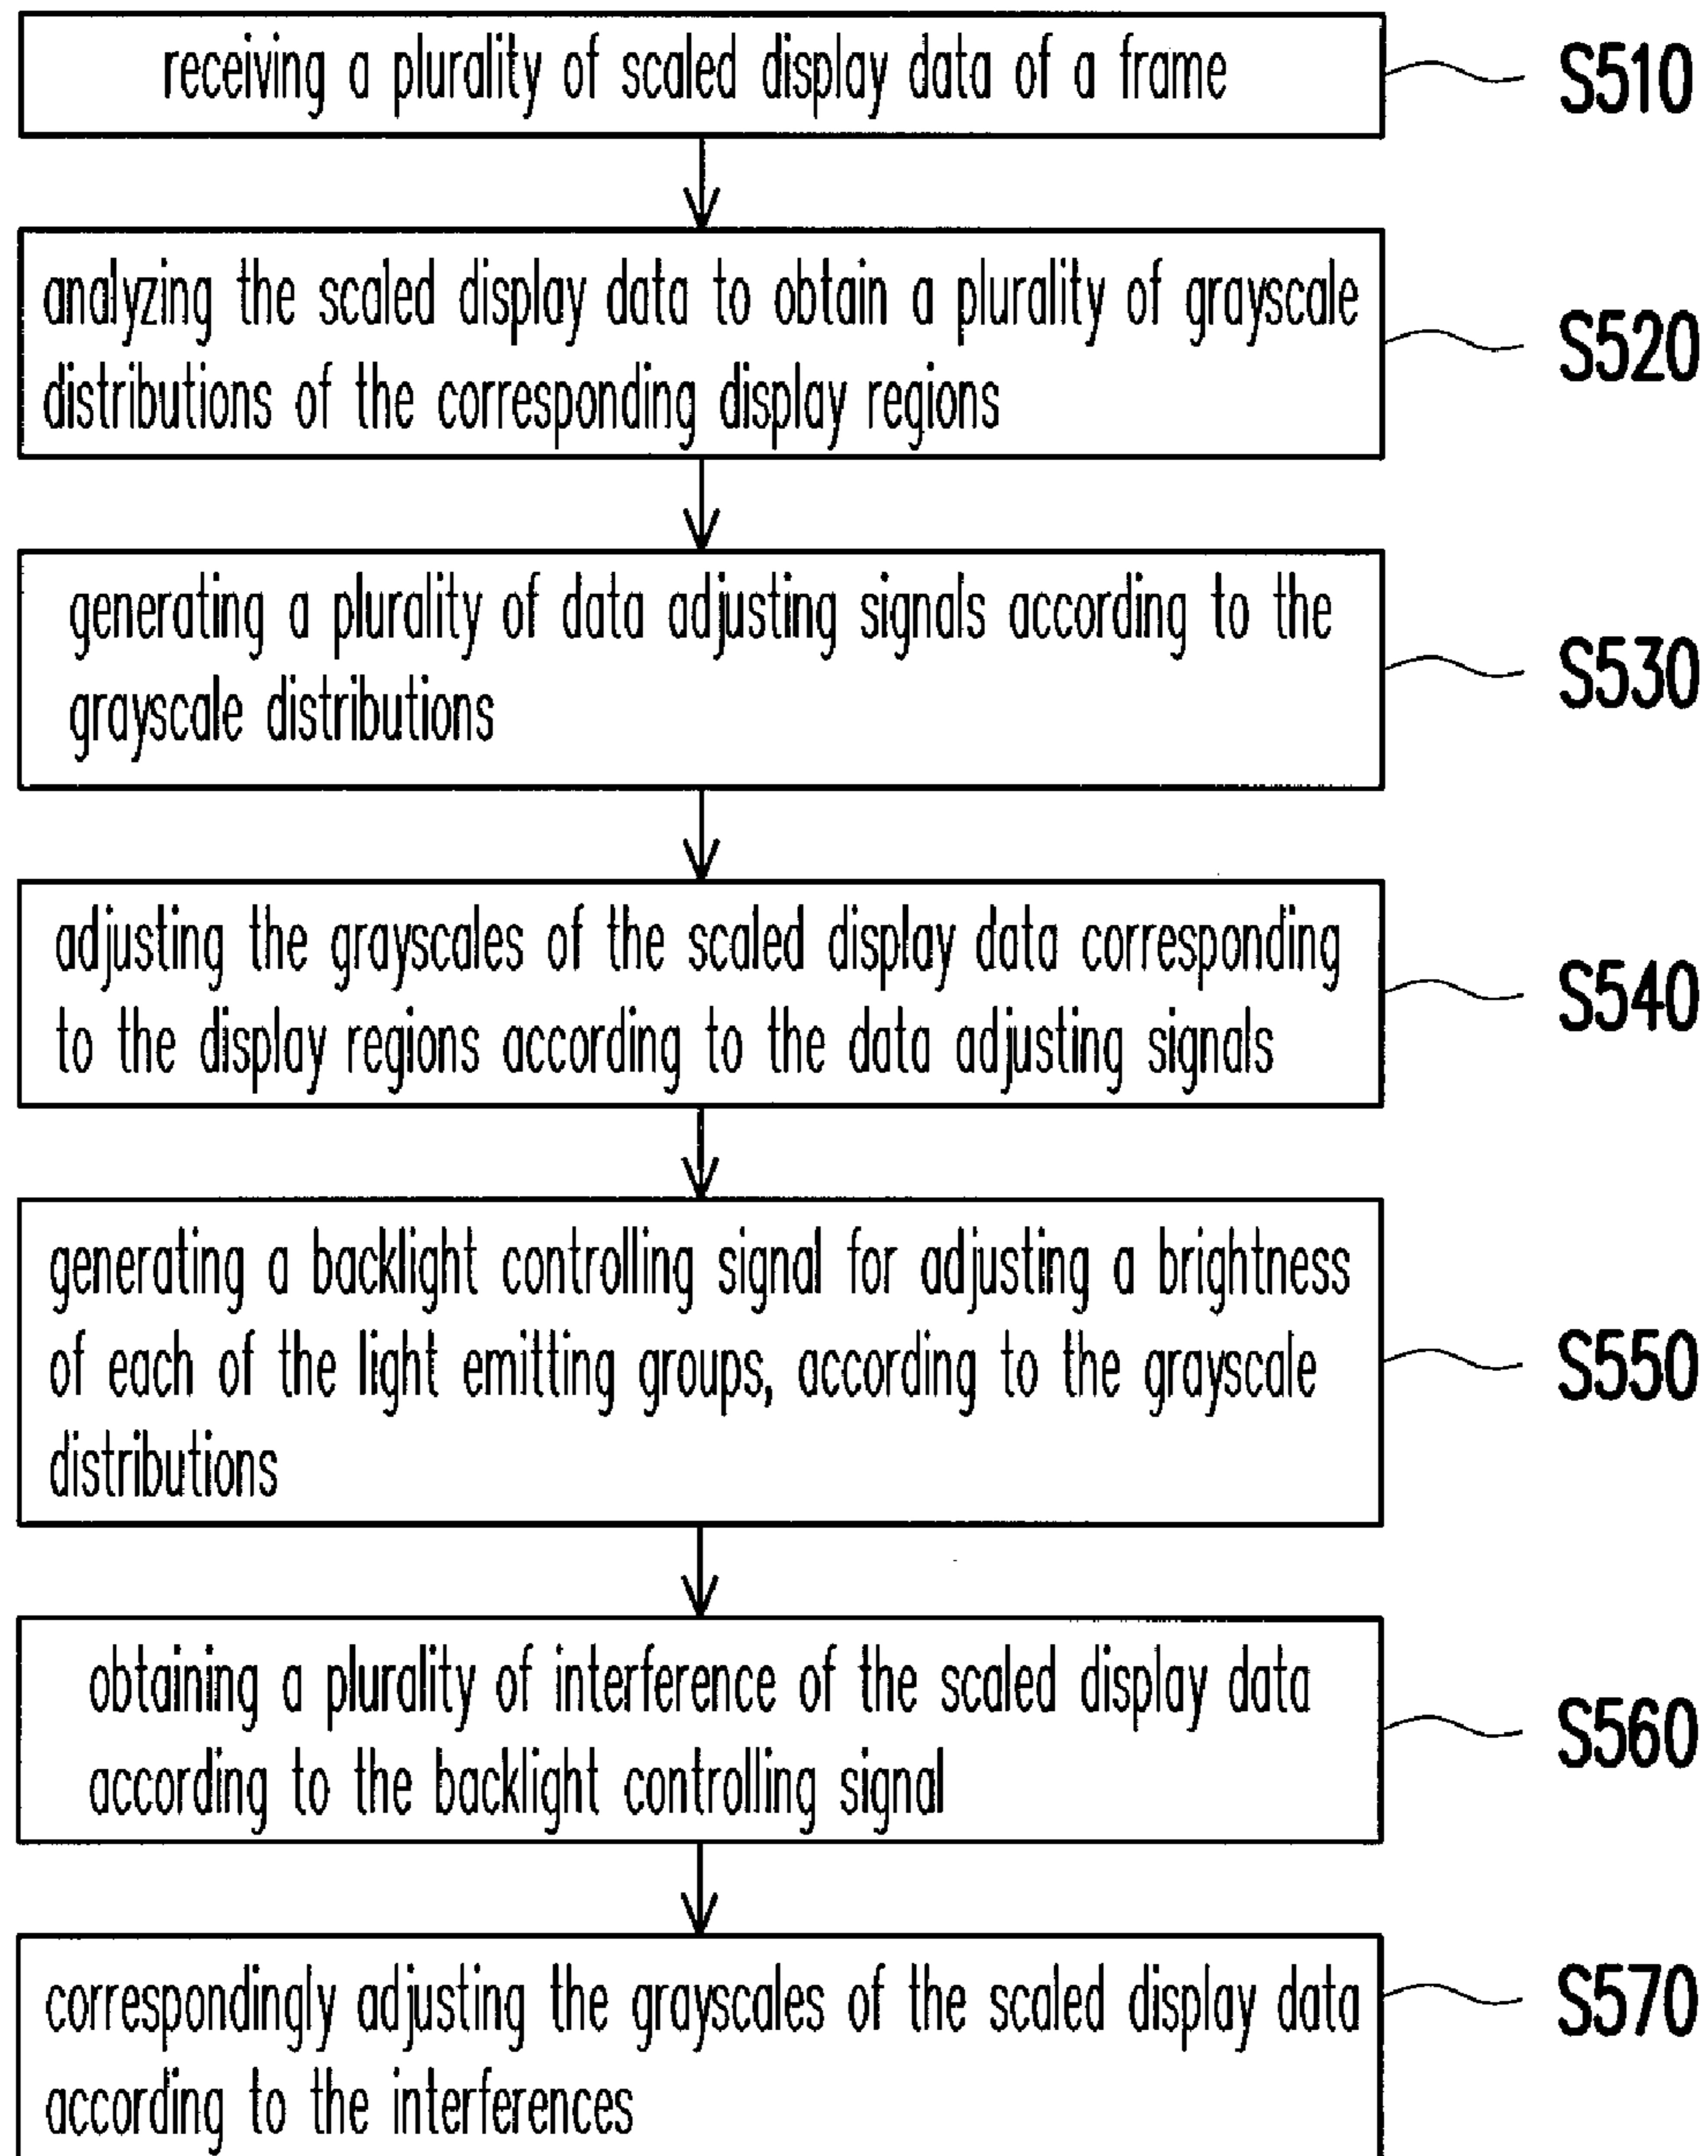 receiving a plurality of scaled display data of a frame
S510
analyzing the scaled display data to obtain a plurality of grayscale
distributions of the corresponding display regions
S520
generating a plurality of data adjusting signals according to the
grayscale distributions
S530
adjusting the grayscales of the scaled display data corresponding
to the display regions according to the data adjusting signals
S540
generating a backlight controlling signal for adjusting a brightness
of each of the light emitting groups, according to the grayscale
distributions
S550
obtaining a plurality of interference of the scaled display data
according to the backlight controlling signal
S560
correspondingly adjusting the grayscales of the scaled display data
according to the interferences
S570